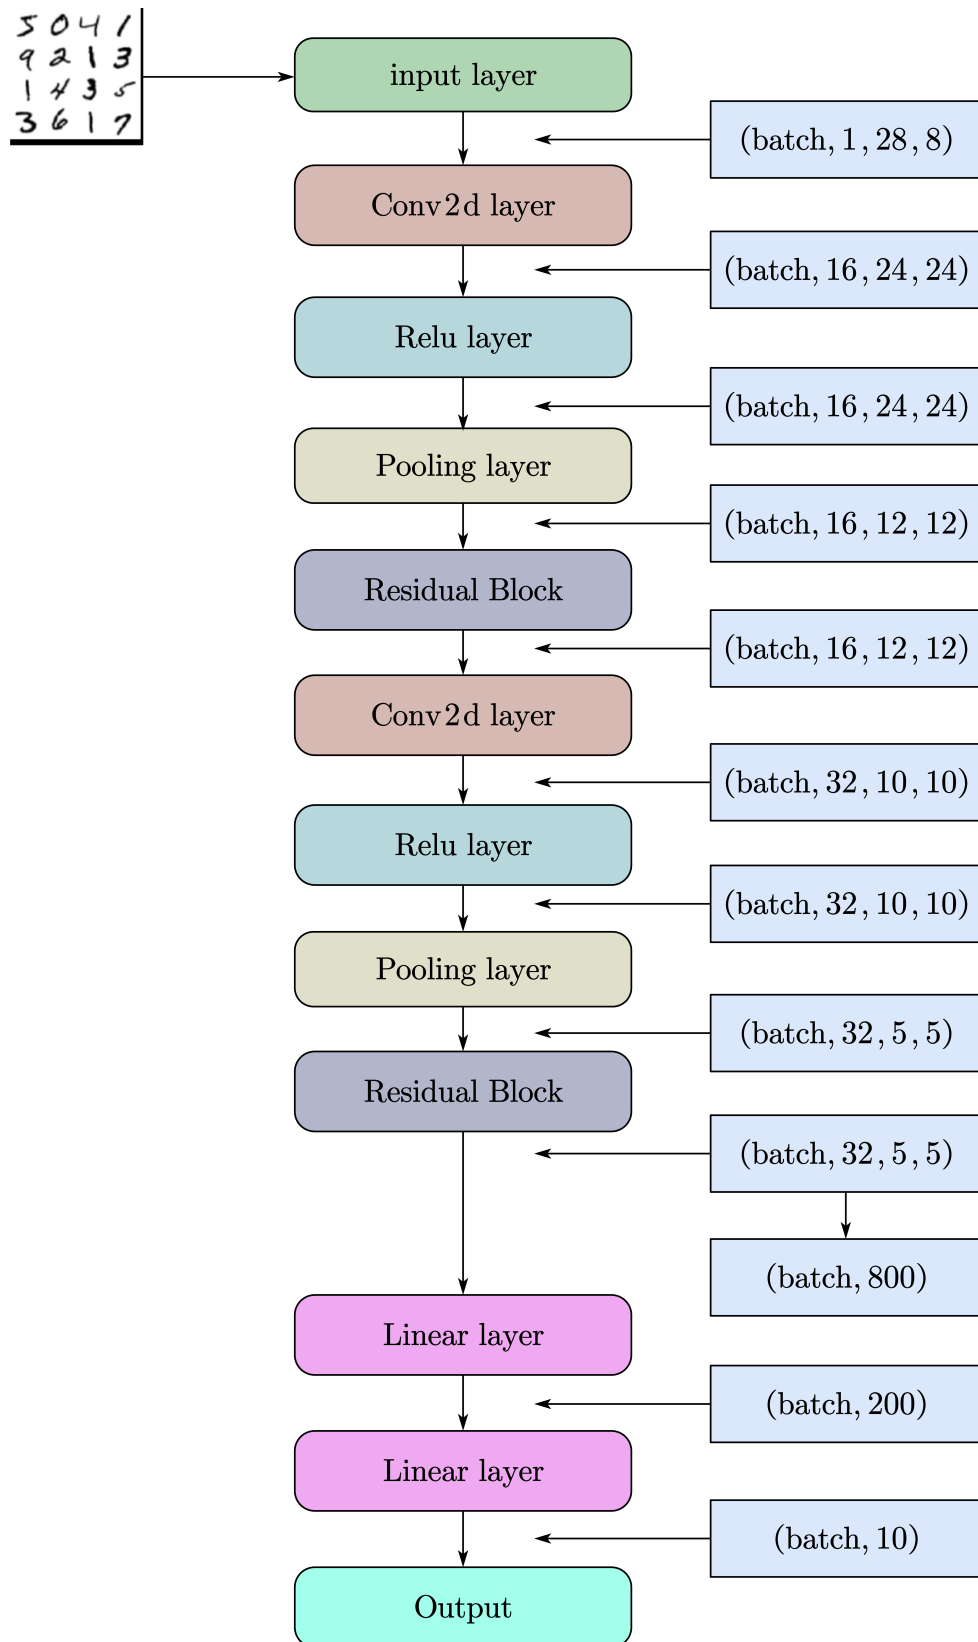 5 0 4 1
9 2 1 3
1 4 3 5
3 6 1 7
input layer
(batch, 1, 28, 8)
Conv2d layer
(batch, 16, 24, 24)
Relu layer
(batch, 16, 24, 24)
Pooling layer
(batch, 16, 12, 12)
Residual Block
(batch, 16, 12, 12)
Conv2d layer
(batch, 32, 10, 10)
Relu layer
(batch, 32, 10, 10)
Pooling layer
(batch, 32, 5, 5)
Residual Block
(batch, 32, 5, 5)
(batch, 800)
Linear layer
(batch, 200)
Linear layer
(batch, 10)
Output